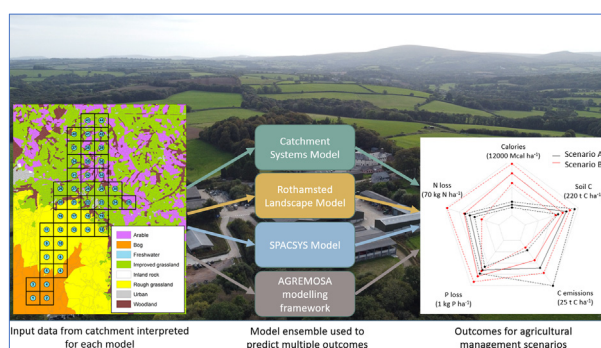 Catchment
Systems Model
Rothamsted
Landscape Model
SPACSYS Model
AGREMOSA
modelling
framework
Arable
Bog
Freshwater
Improved grassland
Inland rock
Rough grassland
Urban
Woodland
Calories
(12000 Mcal ha⁻¹)
Scenario A
Scenario B
N loss
(70 kg N ha⁻¹)
Soil C
(220 t C ha⁻¹)
P loss
(1 kg P ha⁻¹)
C emissions
(25 t C ha⁻¹)
Input data from catchment interpreted
for each model
Model ensemble used to
predict multiple outcomes
Outcomes for agricultural
management scenarios